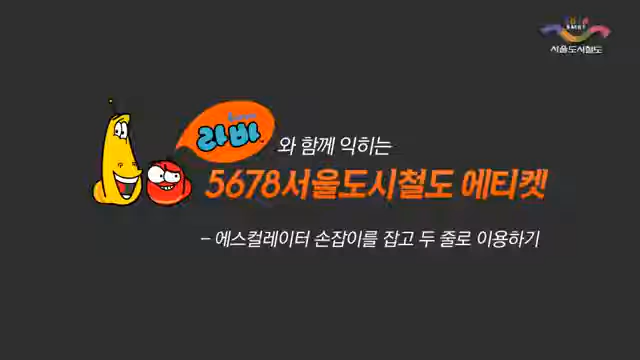 서울도시철도
라바
와 함께 익히는
5678서울도시철도 에티켓
– 에스컬레이터 손잡이를 잡고 두 줄로 이용하기